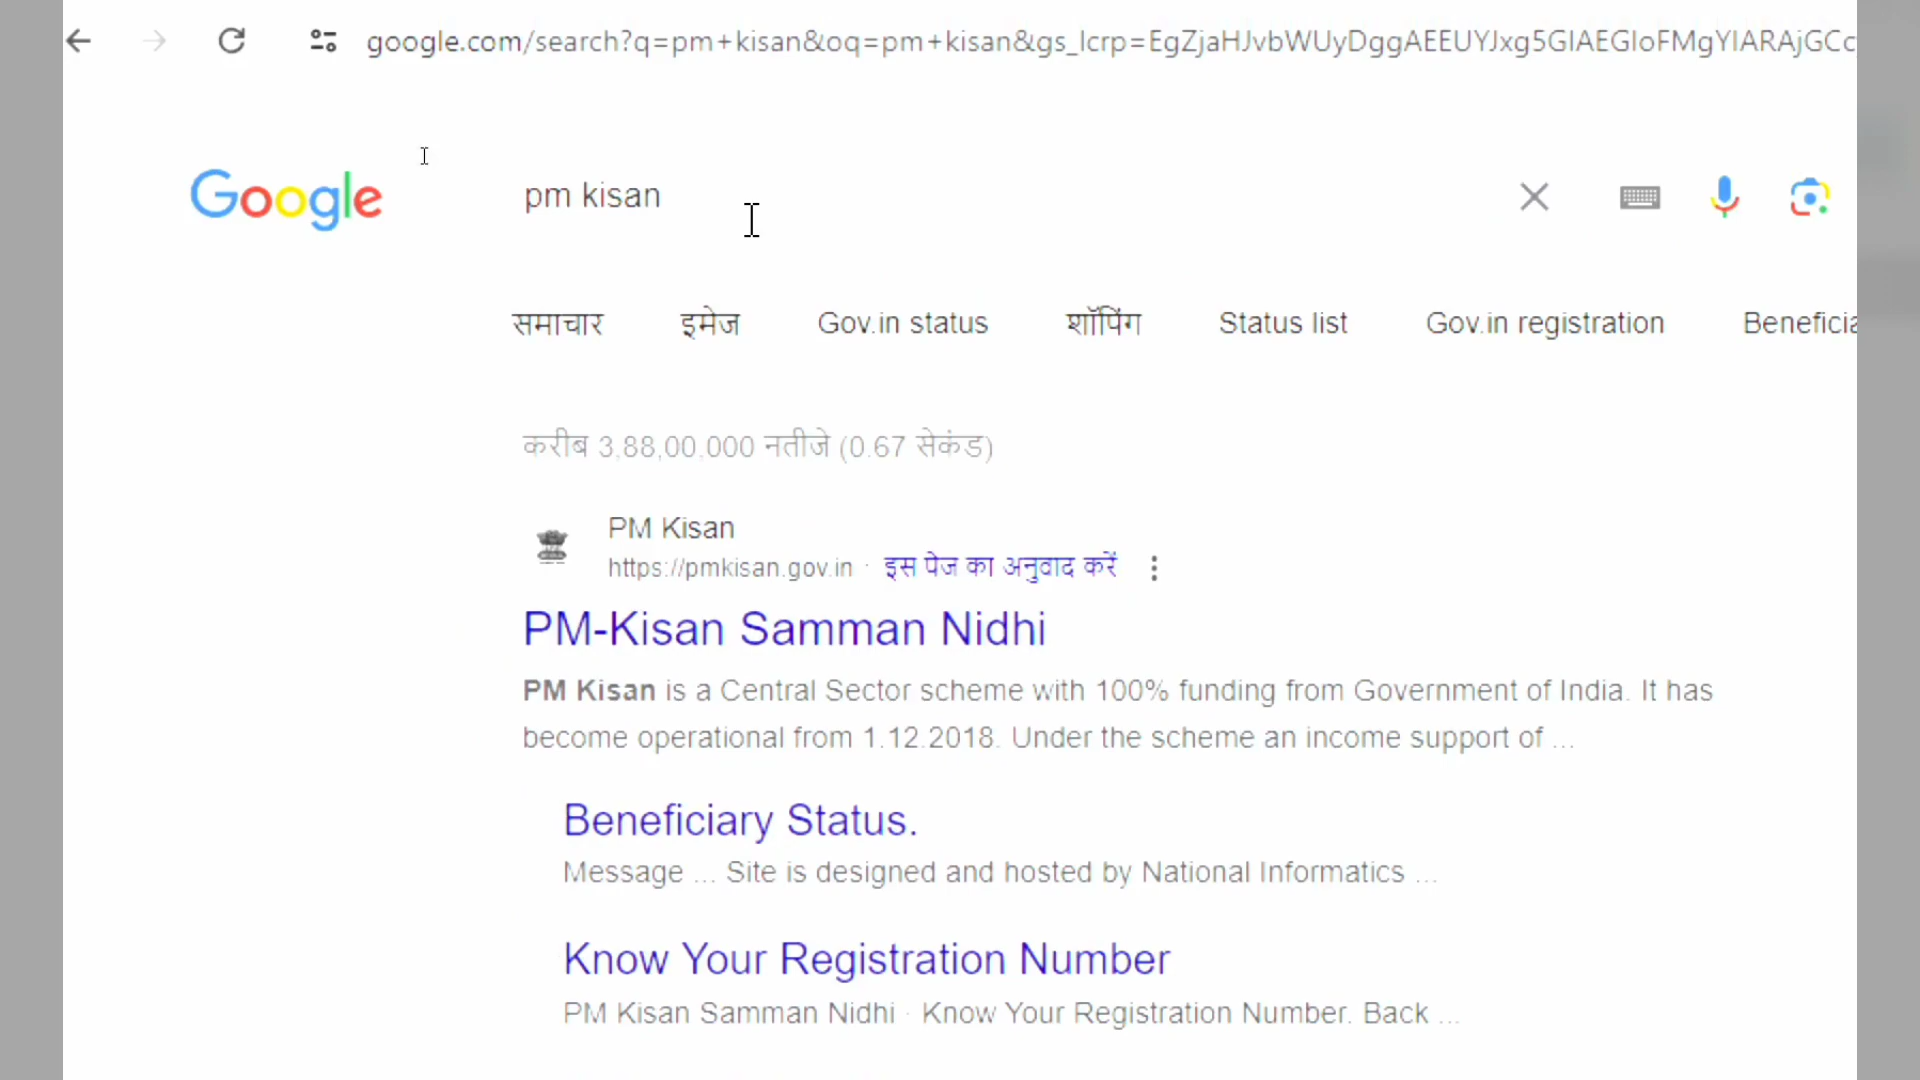 google.com/search?q=pm+kisan&oq=pm+kisan&gs_lcrp=EgZjaHJvbWUyDggAEEUYJxg5GIAEGIoFMgYIARAjGCc
Google
pm kisan
समाचार इमेज Gov.in status शॉपिंग Status list Gov.in registration Beneficia
करीब 3,88,00,000 नतीजे (0.67 सेकंड)
PM Kisan
https://pmkisan.gov.in · इस पेज का अनुवाद करें
PM-Kisan Samman Nidhi
PM Kisan is a Central Sector scheme with 100% funding from Government of India. It has
become operational from 1.12.2018. Under the scheme an income support of ...
Beneficiary Status.
Message ... Site is designed and hosted by National Informatics ...
Know Your Registration Number
PM Kisan Samman Nidhi · Know Your Registration Number. Back ...